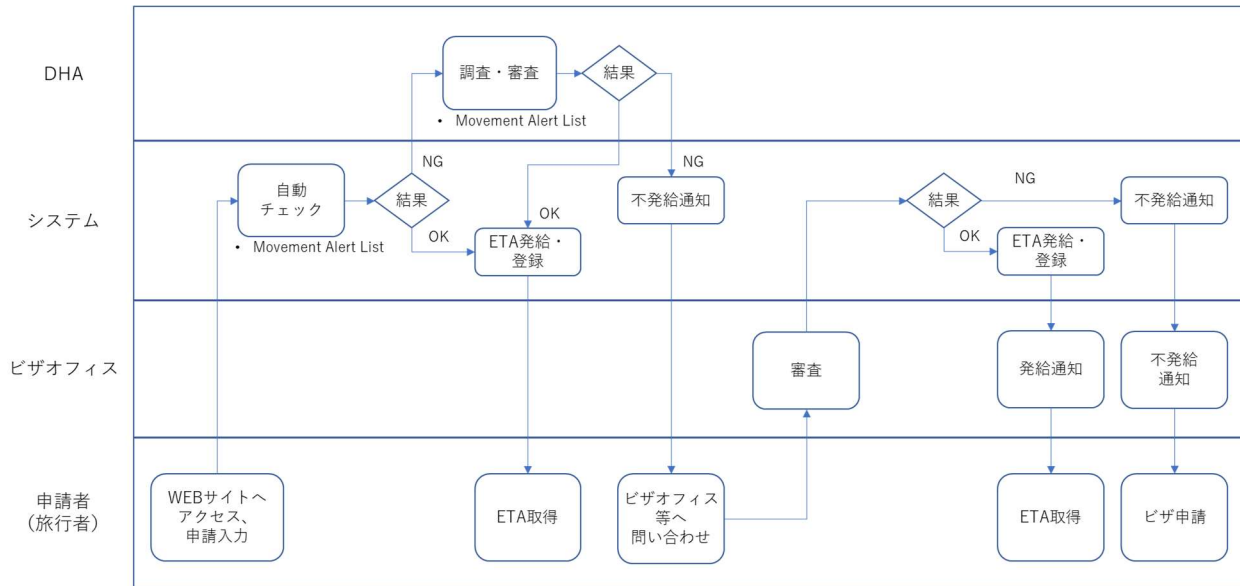 DHA
調査・審査
結果
• Movement Alert List
NG
NG
システム
自動
チェック
結果
• Movement Alert List
OK
OK
ETA発給・
登録
不発給通知
結果
NG
OK
ETA発給・
登録
不発給通知
ビザオフィス
審査
発給通知
不発給
通知
申請者
（旅行者）
WEBサイトへ
アクセス、
申請入力
ETA取得
ビザオフィス
等へ
問い合わせ
ETA取得
ビザ申請